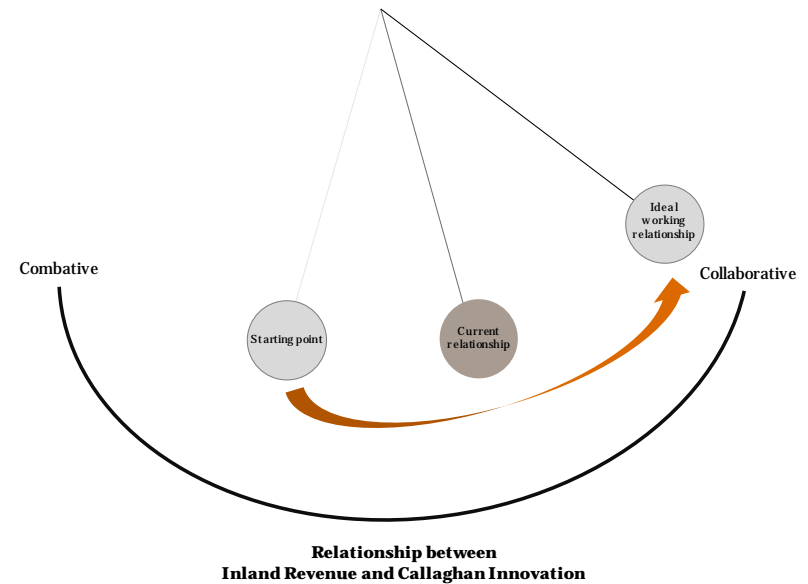 Ideal
working
relationship
Combative
Collaborative
Starting point
Current
relationship
Relationship between
Inland Revenue and Callaghan Innovation